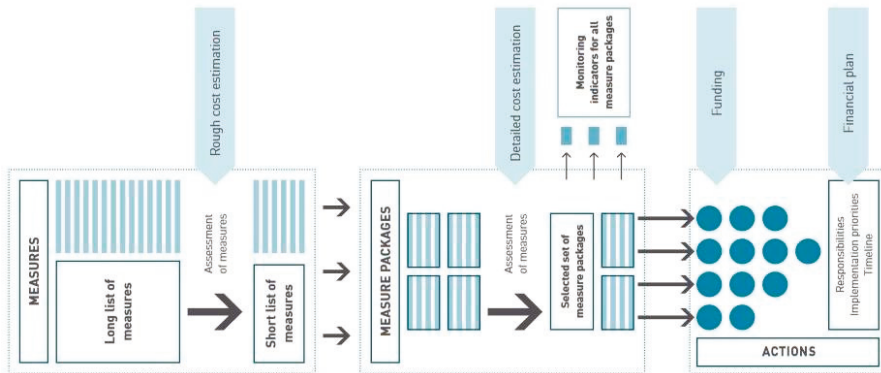 MEASURES
Long list of
measures
Assessment
of measures
Rough cost estimation
Short list of
measures
MEASURE PACKAGES
Assessment
of measures
Detailed cost estimation
Selected set of
measure packages
Monitoring
indicators for all
measure packages
ACTIONS
Funding
Responsibilities
Implementation priorities
Timeline
Financial plan